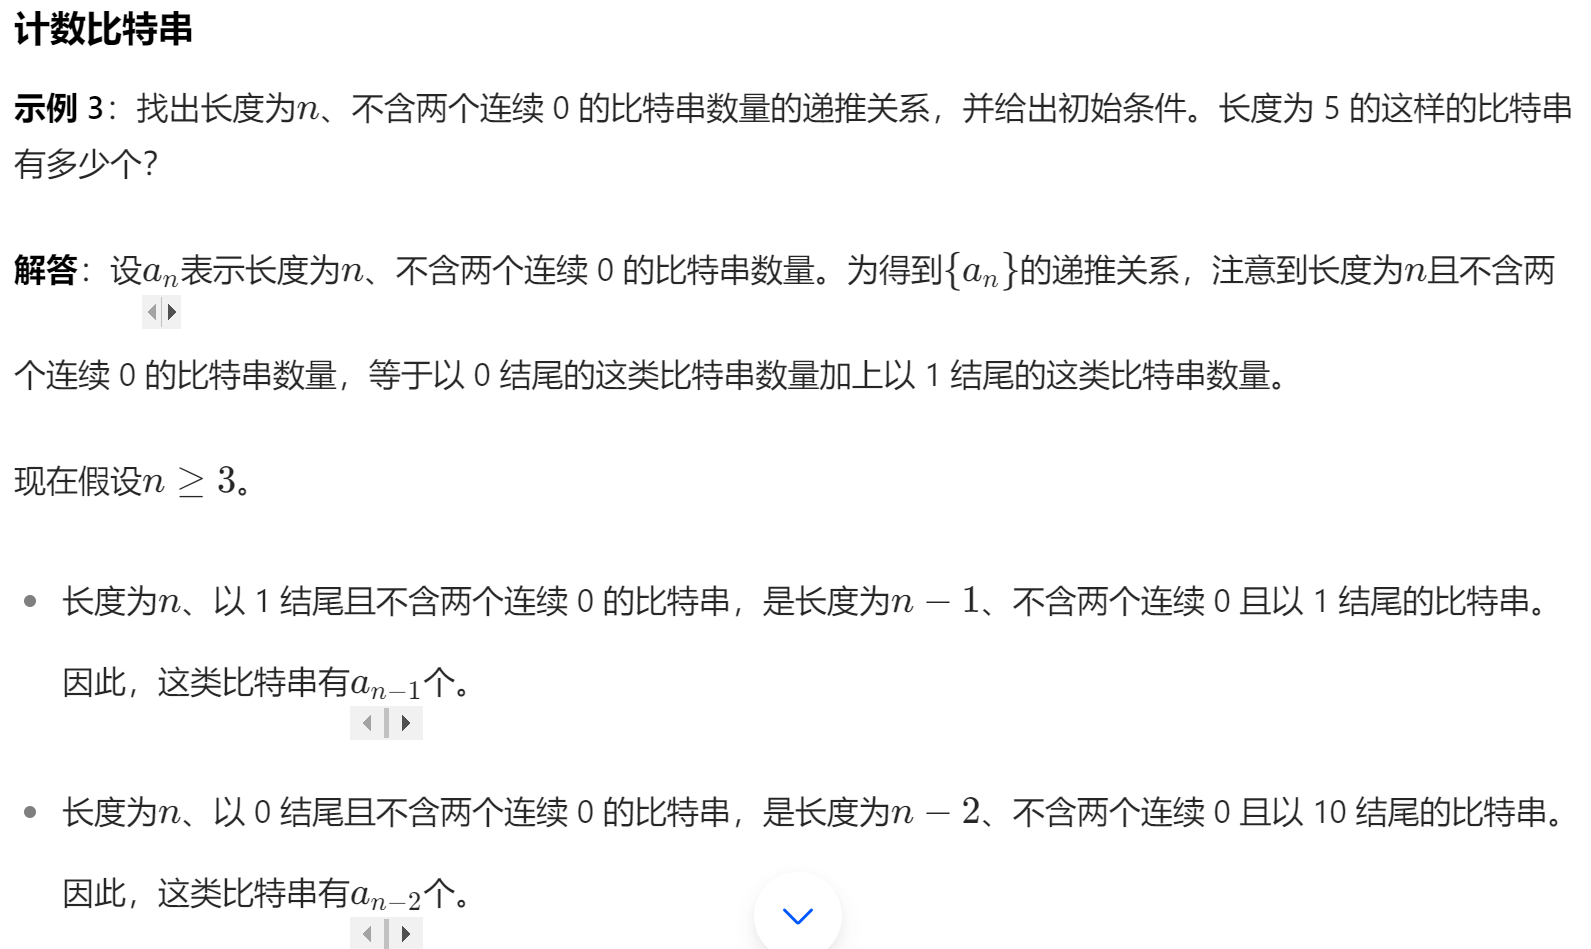 计数比特串
示例 3：找出长度为n、不含两个连续 0 的比特串数量的递推关系，并给出初始条件。长度为 5 的这样的比特串
有多少个？
解答：设aₙ表示长度为n、不含两个连续 0 的比特串数量。为得到{aₙ}的递推关系，注意到长度为n且不含两
个连续 0 的比特串数量，等于以 0 结尾的这类比特串数量加上以 1 结尾的这类比特串数量。
现在假设n ≥ 3。
• 长度为n、以 1 结尾且不含两个连续 0 的比特串，是长度为n − 1、不含两个连续 0 且以 1 结尾的比特串。
因此，这类比特串有aₙ₋₁个。
• 长度为n、以 0 结尾且不含两个连续 0 的比特串，是长度为n − 2、不含两个连续 0 且以 10 结尾的比特串。
因此，这类比特串有aₙ₋₂个。